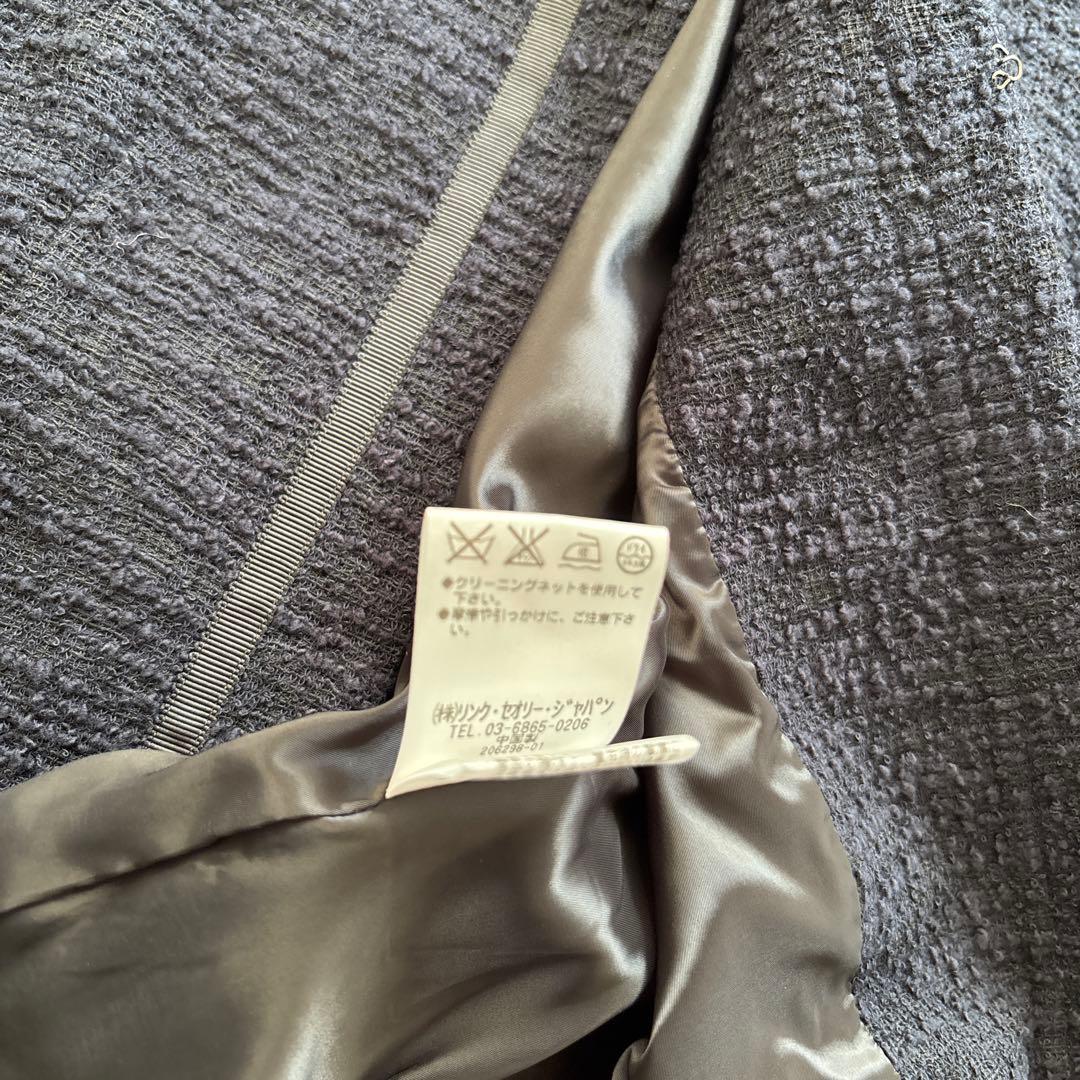 ●クリーニングネットを使用して
下さい。
●摩擦や引っかけに、ご注意下さ
い。
㈱リンク・セオリー・ジャパン
TEL. 03-6865-0206
中国製
206298-01